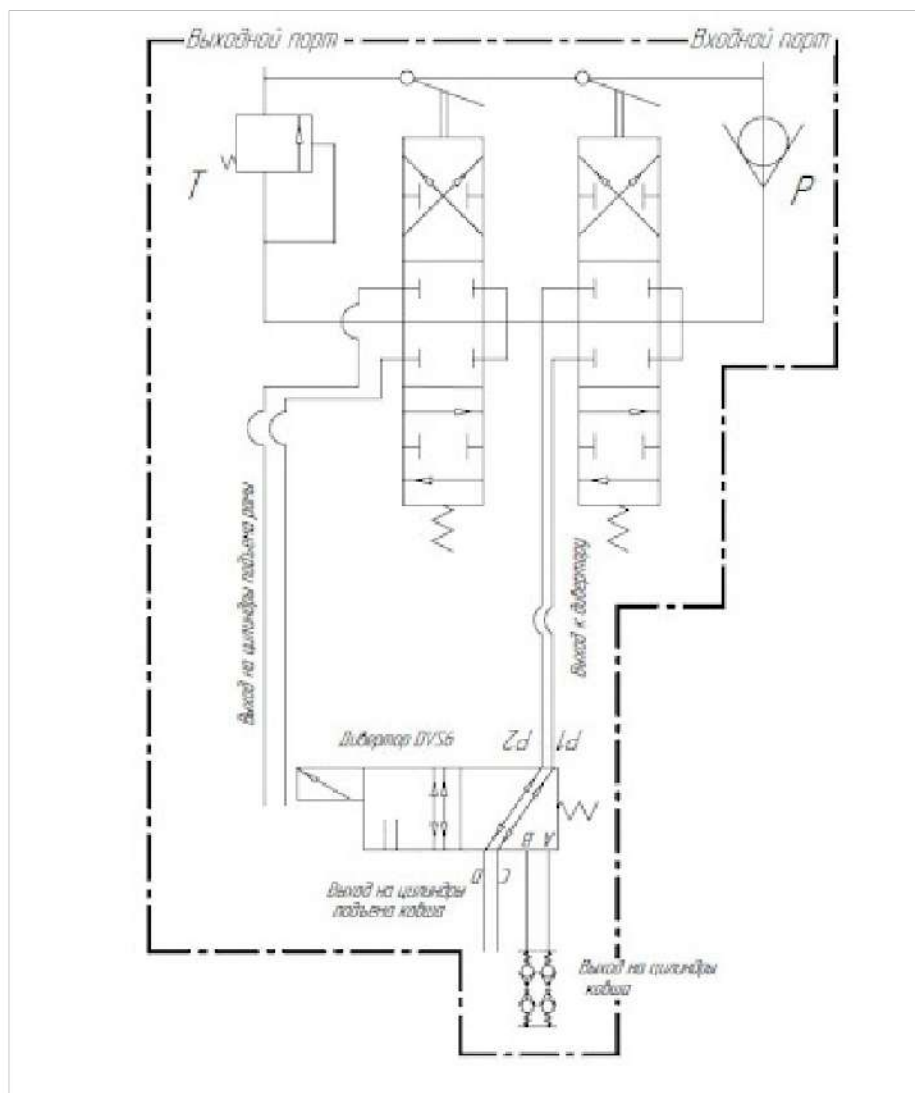 Выходной порт
Входной порт
T
P
Выход на цилиндры подъема рамы
Выход к дивертору
Дивертор DVS6
P2
P1
B
A
D
C
Выход на цилиндры
подъема ковша
Выход на цилиндры
ковша